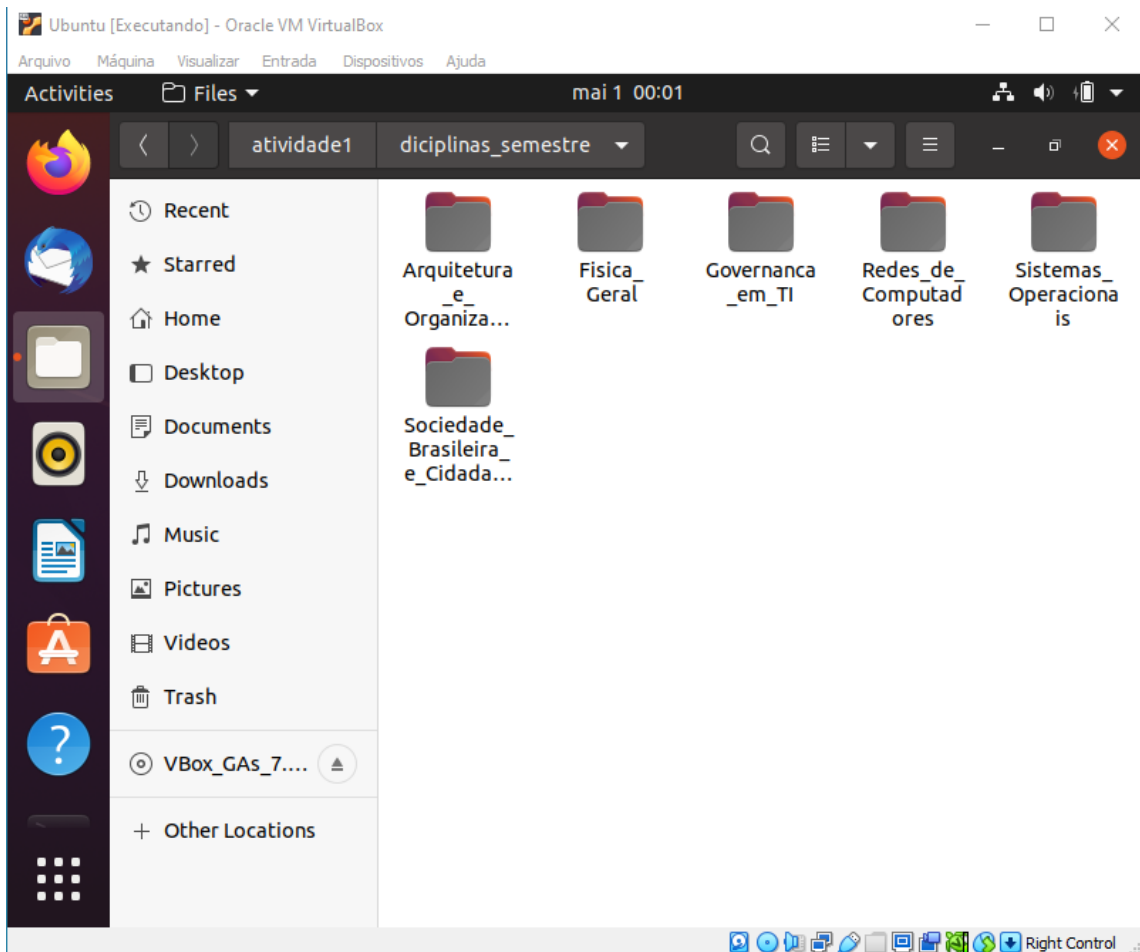 Ubuntu [Executando] - Oracle VM VirtualBox
Arquivo Máquina Visualizar Entrada Dispositivos Ajuda
Activities Files mai 1 00:01
atividade1 diciplinas_semestre
Recent
Starred
Home
Desktop
Documents
Downloads
Music
Pictures
Videos
Trash
VBox_GAs_7....
+ Other Locations
Arquitetura
_e_
Organiza...
Fisica_
Geral
Governanca
_em_TI
Redes_de_
Computad
ores
Sistemas_
Operaciona
is
Sociedade_
Brasileira_
e_Cidada...
Right Control